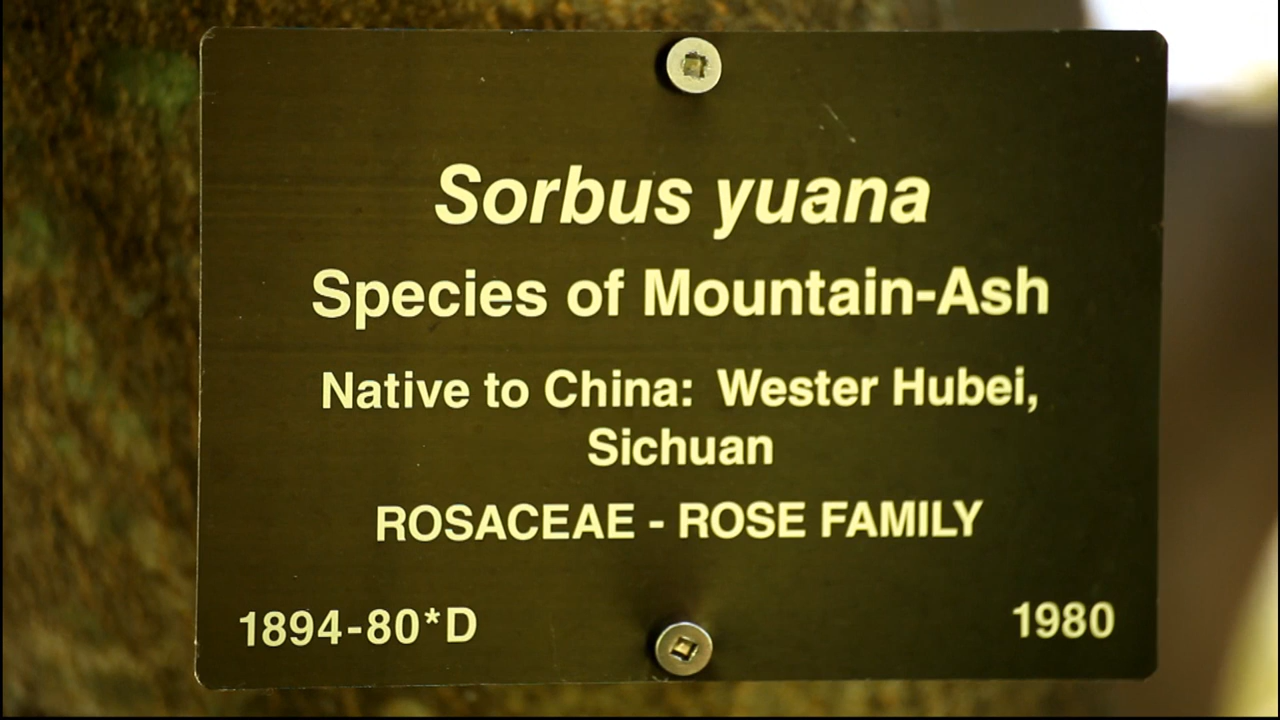 Sorbus yuana
Species of Mountain-Ash
Native to China: Wester Hubei,
Sichuan
ROSACEAE - ROSE FAMILY
1894-80*D
1980